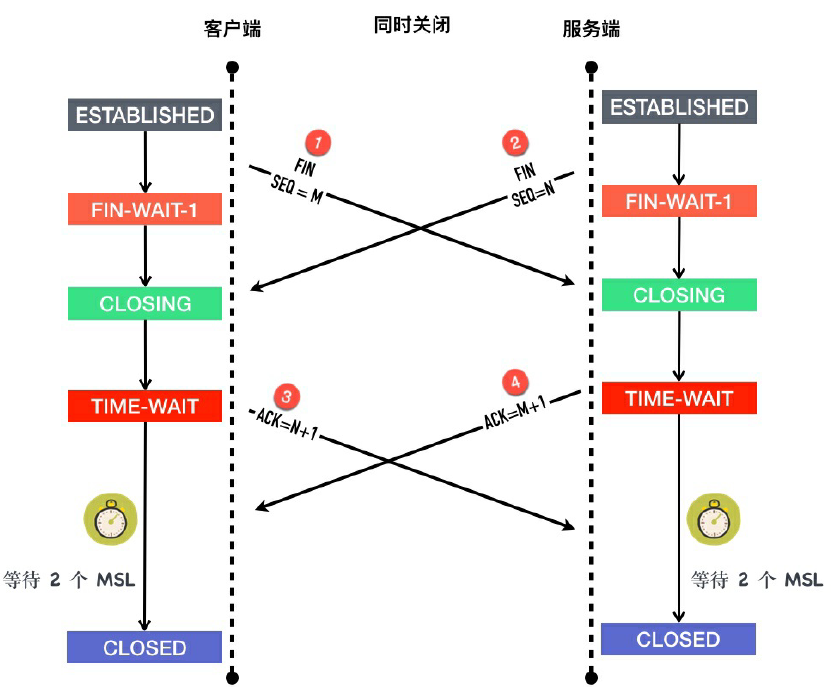 客户端
同时关闭
服务端
ESTABLISHED
ESTABLISHED
1
FIN
SEQ = M
2
FIN
SEQ=N
FIN-WAIT-1
FIN-WAIT-1
CLOSING
CLOSING
TIME-WAIT
TIME-WAIT
3
ACK=N+1
4
ACK=M+1
等待 2 个 MSL
等待 2 个 MSL
CLOSED
CLOSED